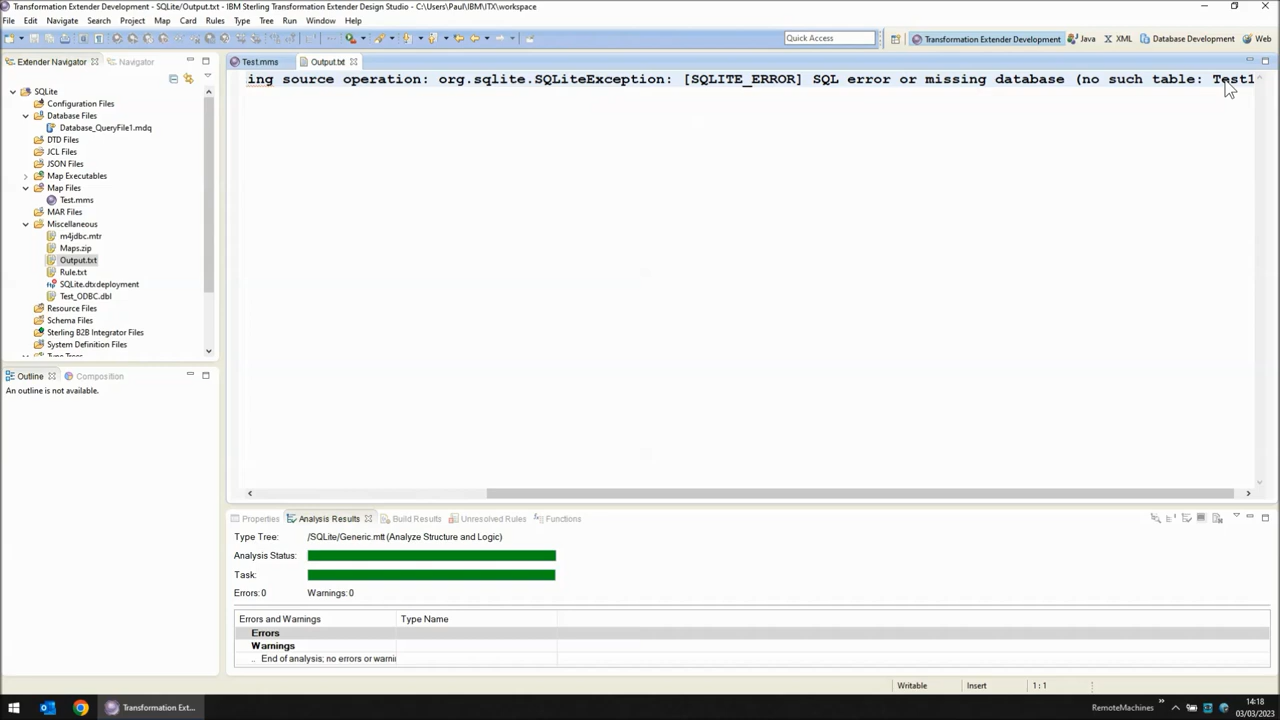 Transformation Extender Development - SQLite/Output.txt - IBM Sterling Transformation Extender Design Studio - C:\Users\Paul\IBM\ITX\workspace
File Edit Navigate Search Project Map Card Rules Type Tree Run Window Help
Quick Access
Transformation Extender Development
Java
XML
Database Development
Web
Extender Navigator
Navigator
SQLite
Configuration Files
Database Files
Database_QueryFile1.mdq
DTD Files
JCL Files
JSON Files
Map Executables
Map Files
Test.mms
MAR Files
Miscellaneous
m4jdbc.mtr
Maps.zip
Output.txt
Rule.txt
SQLite.dtxdeployment
Test_ODBC.dbl
Resource Files
Schema Files
Sterling B2B Integrator Files
System Definition Files
Type Trees
Outline
Composition
An outline is not available.
Test.mms
Output.txt
ing source operation: org.sqlite.SQLiteException: [SQLITE_ERROR] SQL error or missing database (no such table: Test1
Properties
Analysis Results
Build Results
Unresolved Rules
Functions
Type Tree: /SQLite/Generic.mtt (Analyze Structure and Logic)
Analysis Status:
Task:
Errors: 0 Warnings: 0
Errors and Warnings Type Name
Errors
Warnings
.. End of analysis; no errors or warni
Writable Insert 1 : 1
Transformation Ext...
RemoteMachines
14:18
03/03/2023